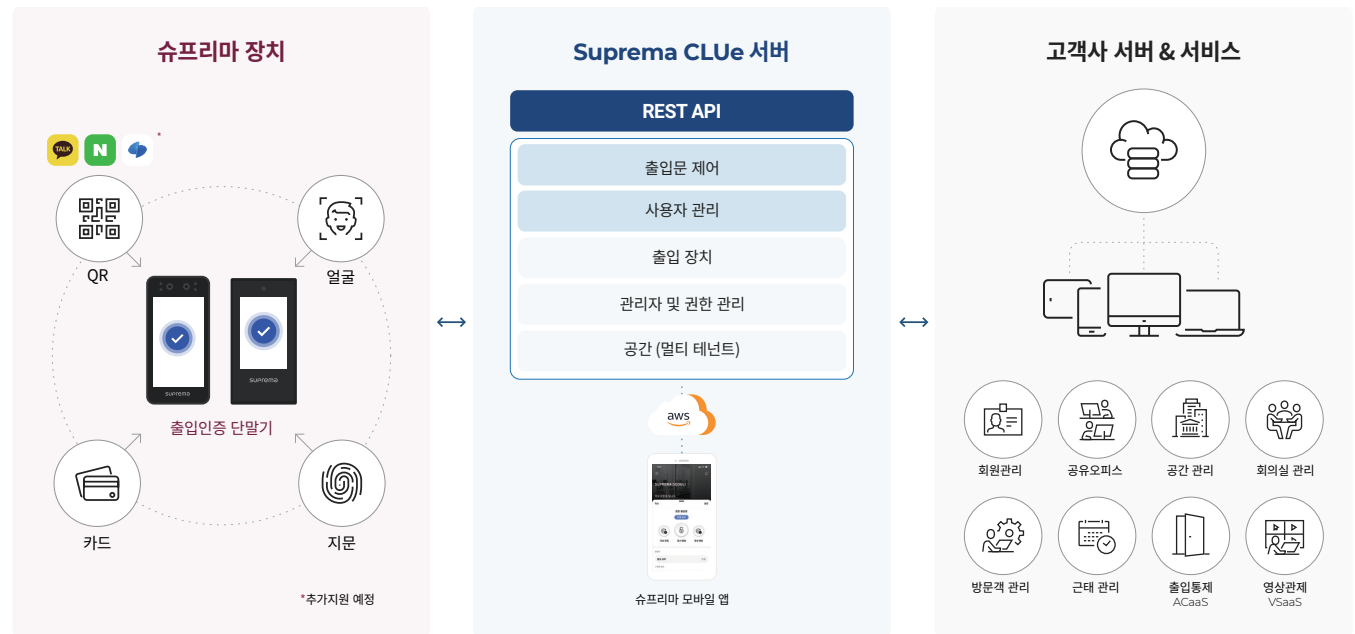 슈프리마 장치
TALK
N
*
QR
얼굴
suprema
suprema
출입인증 단말기
카드
지문
*추가지원 예정
Suprema CLUe 서버
REST API
출입문 제어
사용자 관리
출입 장치
관리자 및 권한 관리
공간 (멀티 테넌트)
aws
슈프리마 모바일 앱
고객사 서버 & 서비스
회원관리
공유오피스
공간 관리
회의실 관리
방문객 관리
근태 관리
출입통제
ACaaS
영상관제
VSaaS